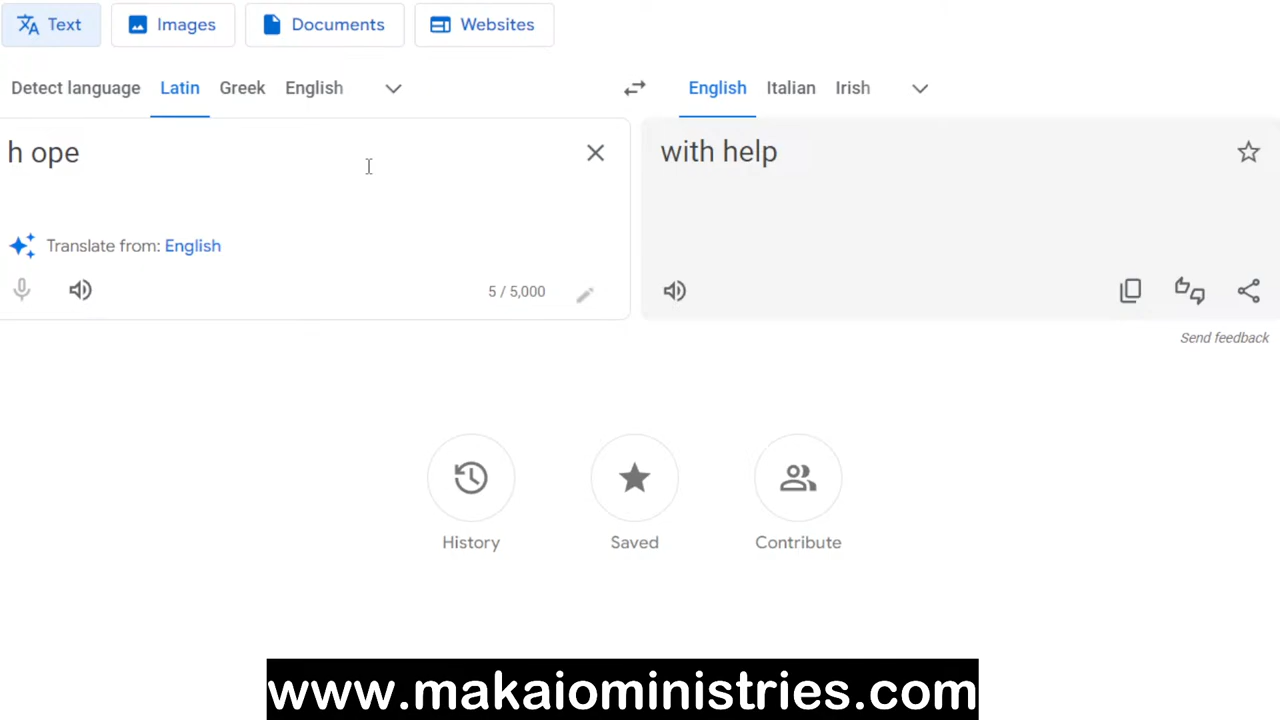 Text Images Documents Websites
Detect language Latin Greek English English Italian Irish
h ope
with help
Translate from: English
5 / 5,000
Send feedback
History Saved Contribute
www.makaioministries.com